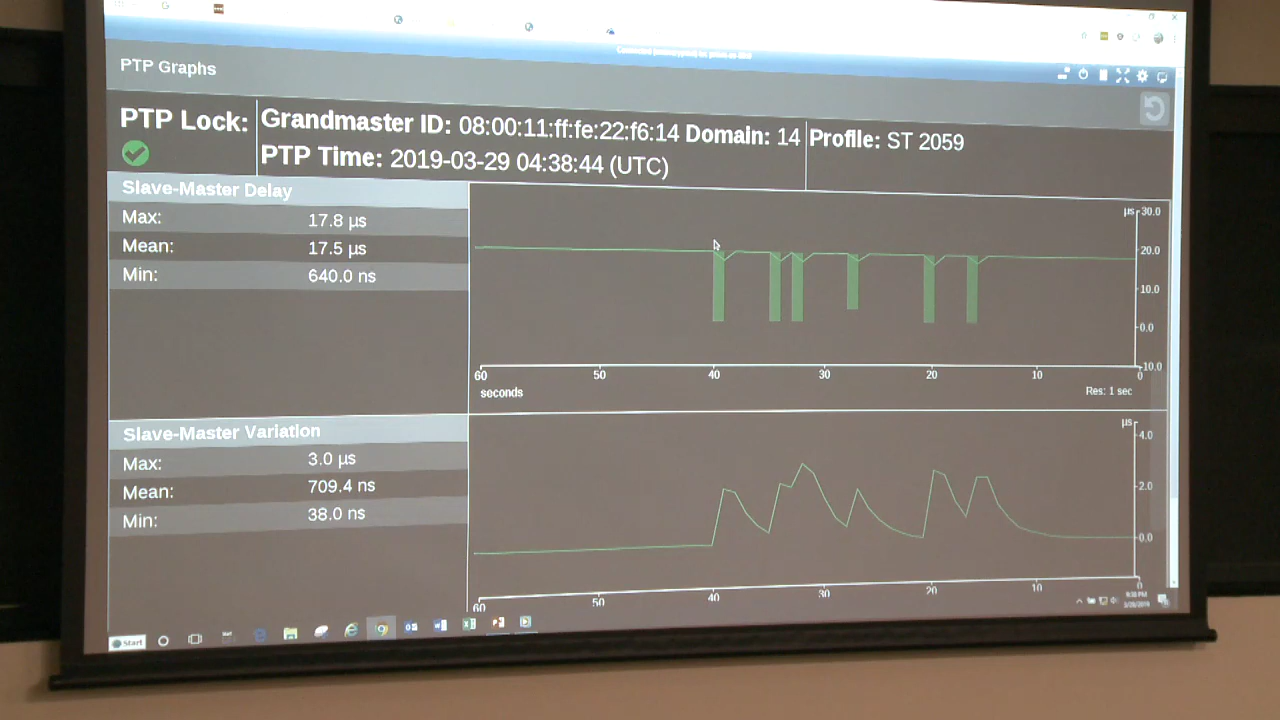 PTP Graphs
PTP Lock:
Grandmaster ID: 08:00:11:ff:fe:22:f6:14 Domain: 14
Profile: ST 2059
PTP Time: 2019-03-29 04:38:44 (UTC)
Slave-Master Delay
Max: 17.8 µs
Mean: 17.5 µs
Min: 640.0 ns
µs 30.0
20.0
10.0
0.0
-10.0
60 50 40 30 20 10 0
seconds
Res: 1 sec
Slave-Master Variation
Max: 3.0 µs
Mean: 709.4 ns
Min: 38.0 ns
µs
4.0
2.0
0.0
60 50 40 30 20 10 0
Start